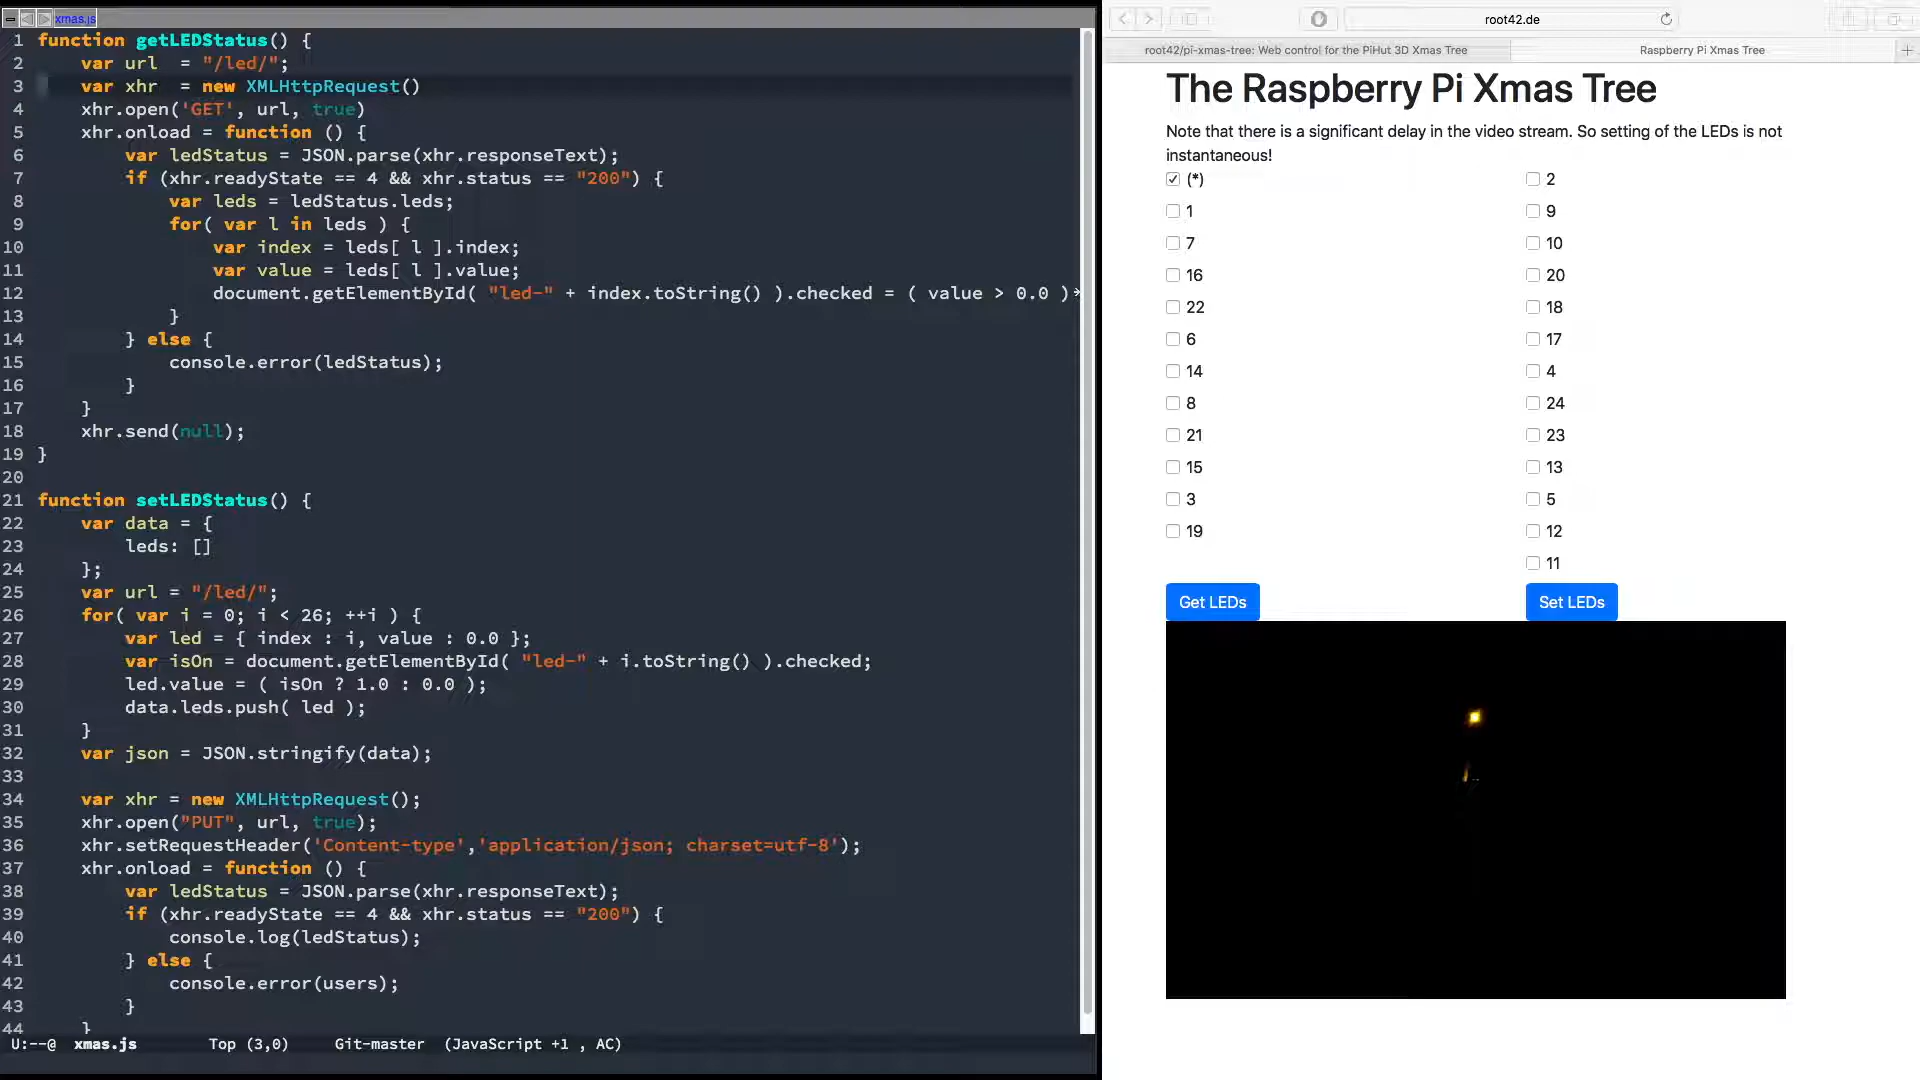 xmas.js
1 function getLEDStatus() {
2     var url  = "/led/";
3     var xhr  = new XMLHttpRequest()
4     xhr.open('GET', url, true)
5     xhr.onload = function () {
6         var ledStatus = JSON.parse(xhr.responseText);
7         if (xhr.readyState == 4 && xhr.status == "200") {
8             var leds = ledStatus.leds;
9             for( var l in leds ) {
10                 var index = leds[ l ].index;
11                 var value = leds[ l ].value;
12                 document.getElementById( "led-" + index.toString() ).checked = ( value > 0.0 )
13             }
14         } else {
15             console.error(ledStatus);
16         }
17     }
18     xhr.send(null);
19 }
20
21 function setLEDStatus() {
22     var data = {
23         leds: []
24     };
25     var url = "/led/";
26     for( var i = 0; i < 26; ++i ) {
27         var led = { index : i, value : 0.0 };
28         var isOn = document.getElementById( "led-" + i.toString() ).checked;
29         led.value = ( isOn ? 1.0 : 0.0 );
30         data.leds.push( led );
31     }
32     var json = JSON.stringify(data);
33
34     var xhr = new XMLHttpRequest();
35     xhr.open("PUT", url, true);
36     xhr.setRequestHeader('Content-type','application/json; charset=utf-8');
37     xhr.onload = function () {
38         var ledStatus = JSON.parse(xhr.responseText);
39         if (xhr.readyState == 4 && xhr.status == "200") {
40             console.log(ledStatus);
41         } else {
42             console.error(users);
43         }
44     }
U:--@  xmas.js       Top (3,0)     Git-master  (JavaScript +1 , AC)
root42.de
root42/pi-xmas-tree: Web control for the PiHut 3D Xmas Tree
Raspberry Pi Xmas Tree
The Raspberry Pi Xmas Tree
Note that there is a significant delay in the video stream. So setting of the LEDs is not
instantaneous!
(*) 2
1 9
7 10
16 20
22 18
6 17
14 4
8 24
21 23
15 13
3 5
19 12
11
Get LEDs Set LEDs